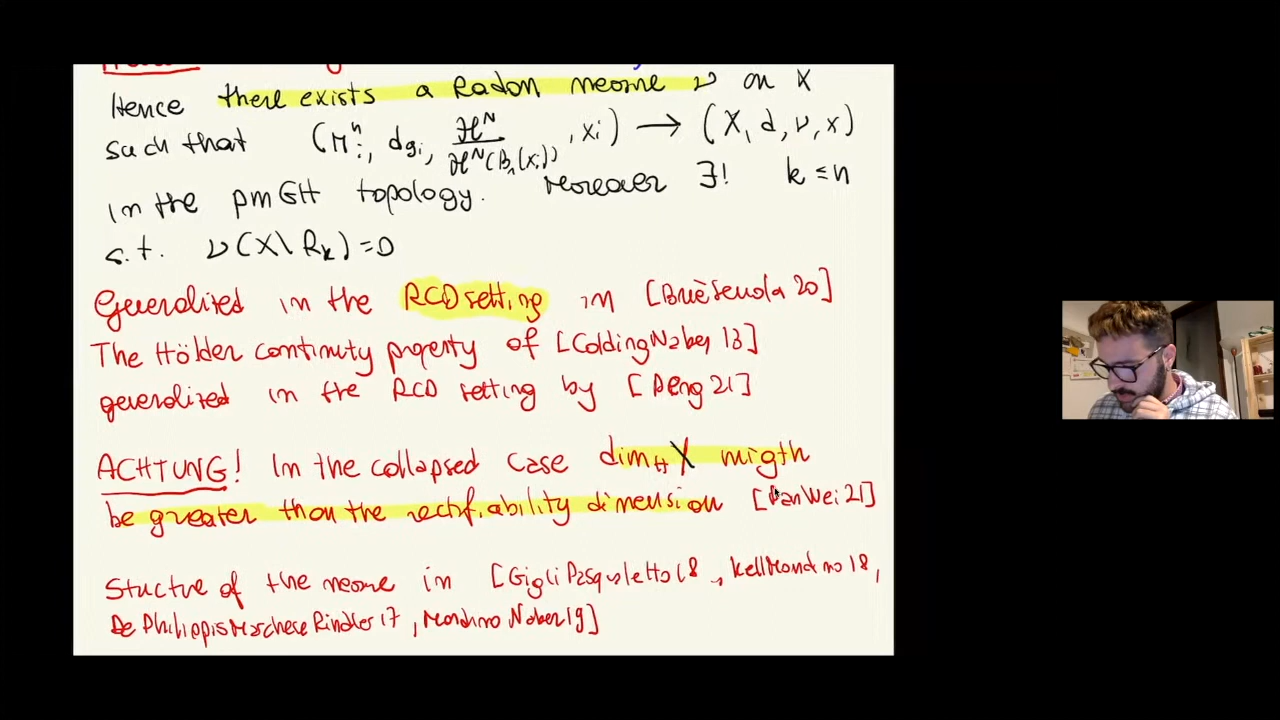 Hence there exists a Radon measure ν on X
such that (M_i^n, d_{g_i}, ℋ^N / ℋ^N(B_1(x_i)), x_i) → (X, d, ν, x)
in the pmGH topology. Moreover ∃! k ≤ n
s.t. ν(X \ R_k) = 0
Generalized in the RCD setting in [BruèSemola 20]
The Hölder continuity property of [ColdingNaber 13]
generalized in the RCD setting by [Deng 21]
ACHTUNG! In the collapsed case dim_H X migth
be greater than the rectifiability dimension [PanWei 21]
Stuctre of the measure in [GigliPasqualetto 18, KellMondino 18,
De PhilippisMarcheseRindler 17, MondinoNaber 19]